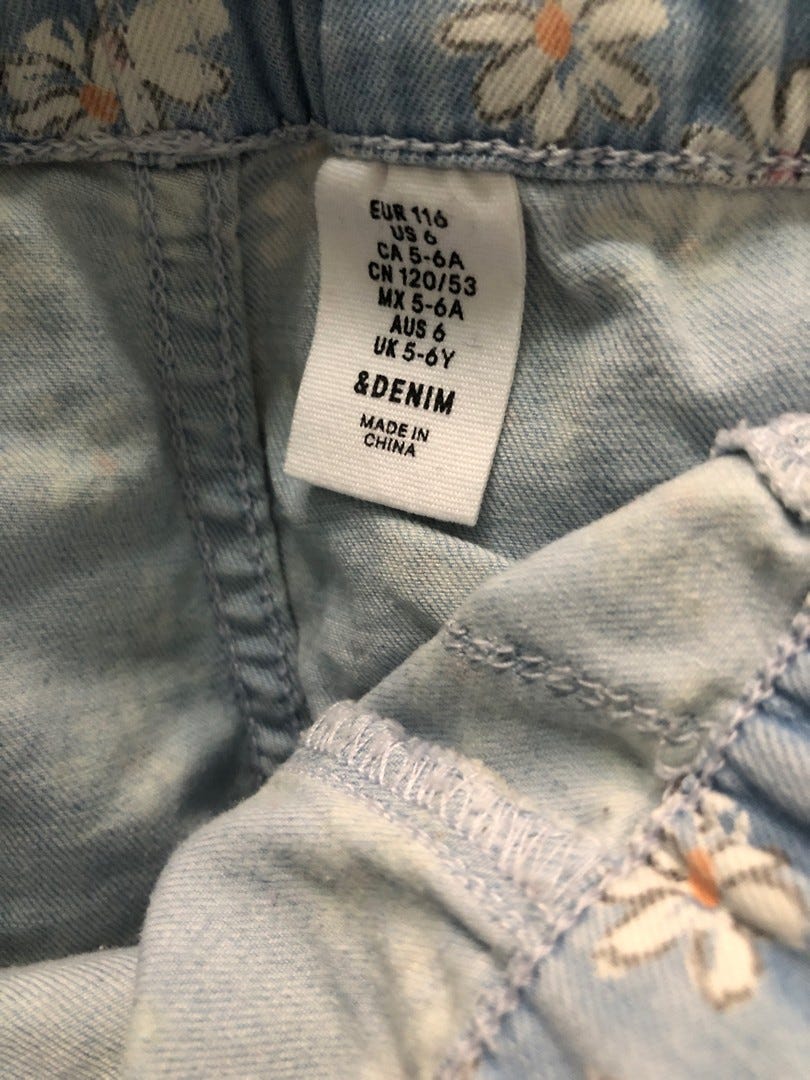 EUR 116
US 6
CA 5-6A
CN 120/53
MX 5-6A
AUS 6
UK 5-6Y
&DENIM
MADE IN
CHINA